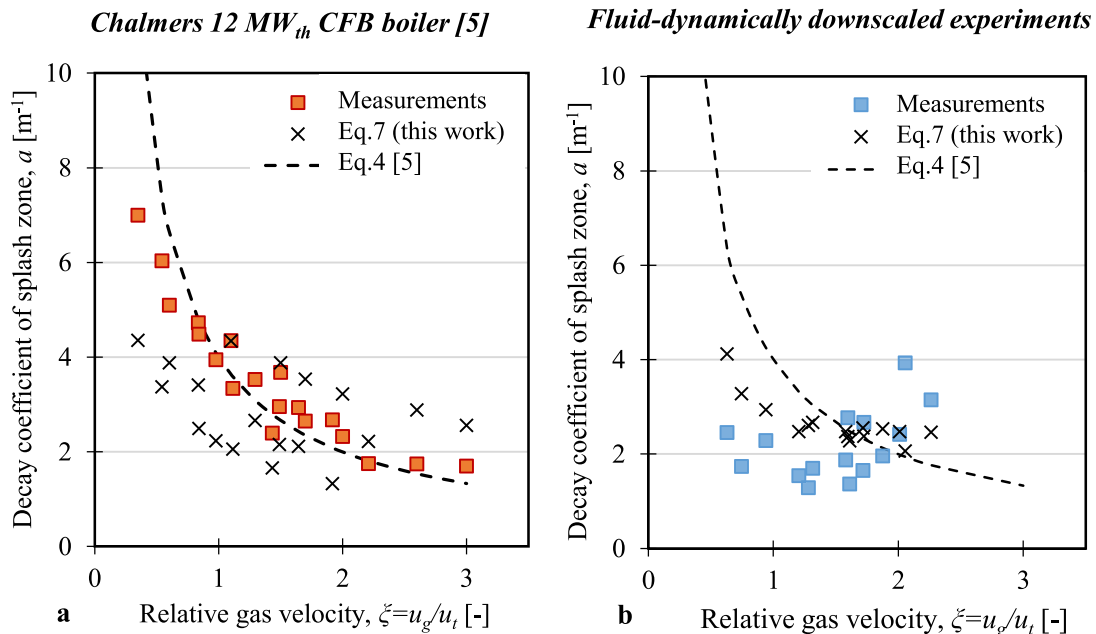 Chalmers 12 MWth CFB boiler [5]
Decay coefficient of splash zone, a [m-1]
10
8
6
4
2
0
Measurements
Eq.7 (this work)
Eq.4 [5]
0 1 2 3
a
Relative gas velocity, ξ=ug/ut [-]
Fluid-dynamically downscaled experiments
Decay coefficient of splash zone, a [m-1]
10
8
6
4
2
0
Measurements
Eq.7 (this work)
Eq.4 [5]
0 1 2 3
b
Relative gas velocity, ξ=ug/ut [-]